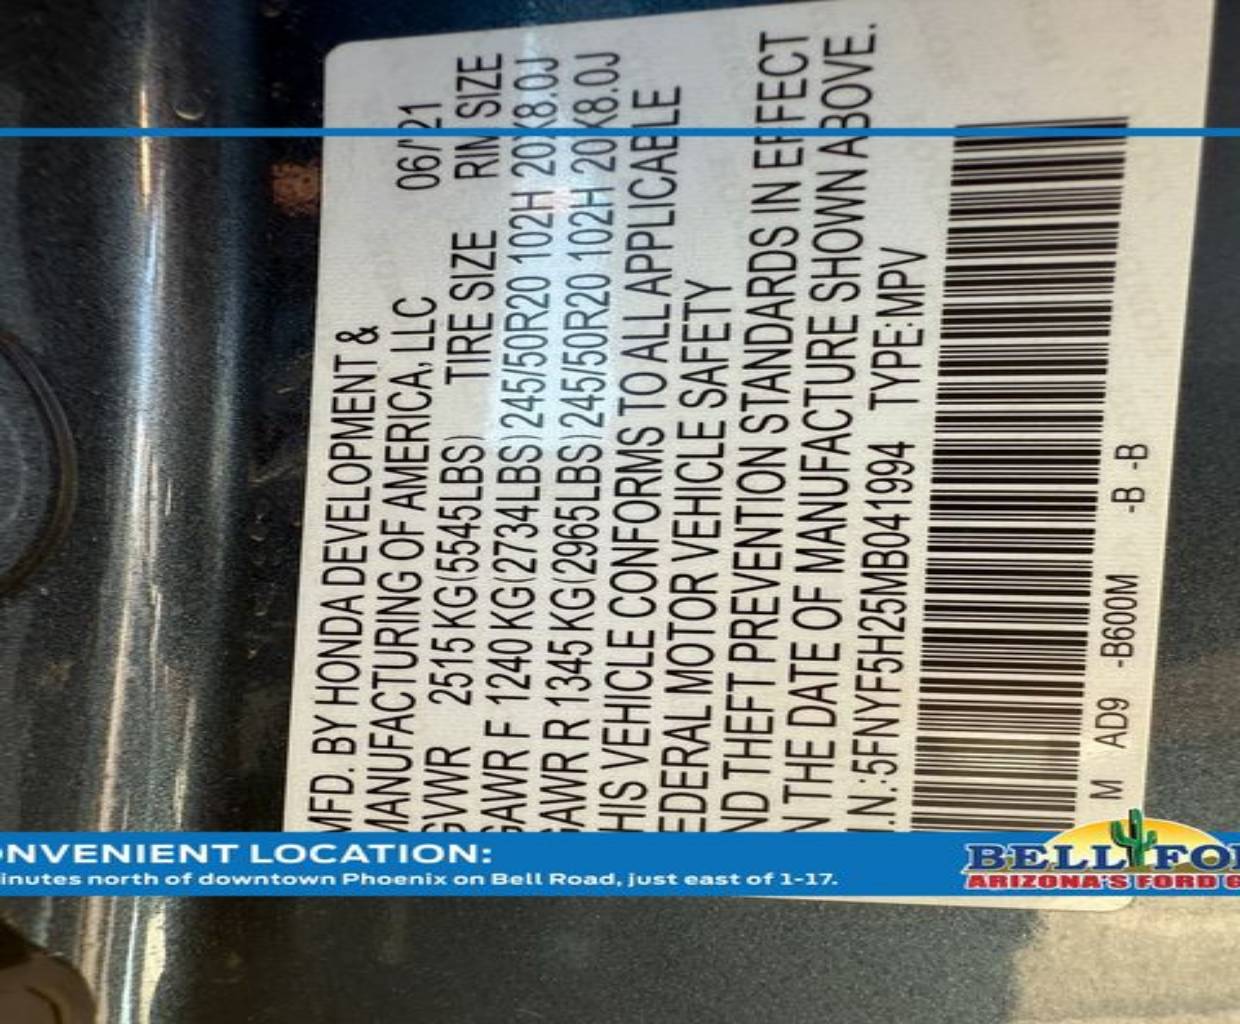 MFD. BY HONDA DEVELOPMENT &
MANUFACTURING OF AMERICA, LLC 06/'21
GVWR 2515 KG(5545LBS) TIRE SIZE RIM SIZE
GAWR F 1240 KG(2734LBS) 245/50R20 102H 20X8.0J
GAWR R 1345 KG(2965LBS) 245/50R20 102H 20X8.0J
HIS VEHICLE CONFORMS TO ALL APPLICABLE
EDERAL MOTOR VEHICLE SAFETY
ND THEFT PREVENTION STANDARDS IN EFFECT
N THE DATE OF MANUFACTURE SHOWN ABOVE.
.I.N.:5FNYF5H25MB041994 TYPE:MPV
M AD9 -B600M -B -B
ONVENIENT LOCATION:
inutes north of downtown Phoenix on Bell Road, just east of 1-17.
BELL FO
ARIZONA'S FORD G